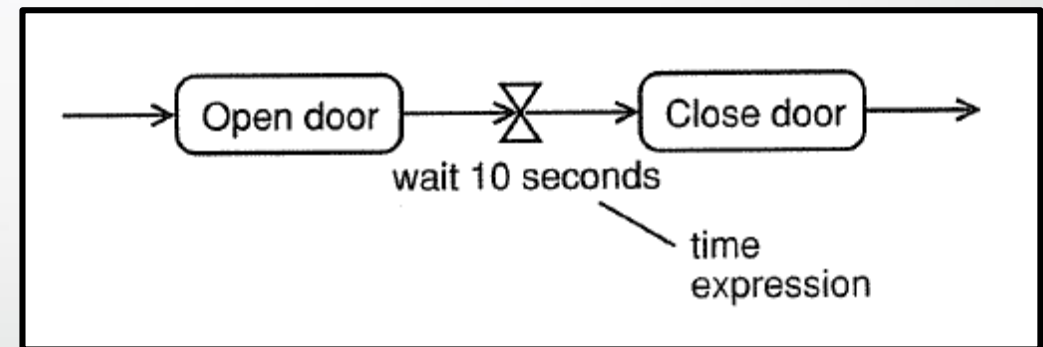 Open door
Close door
wait 10 seconds
time
expression